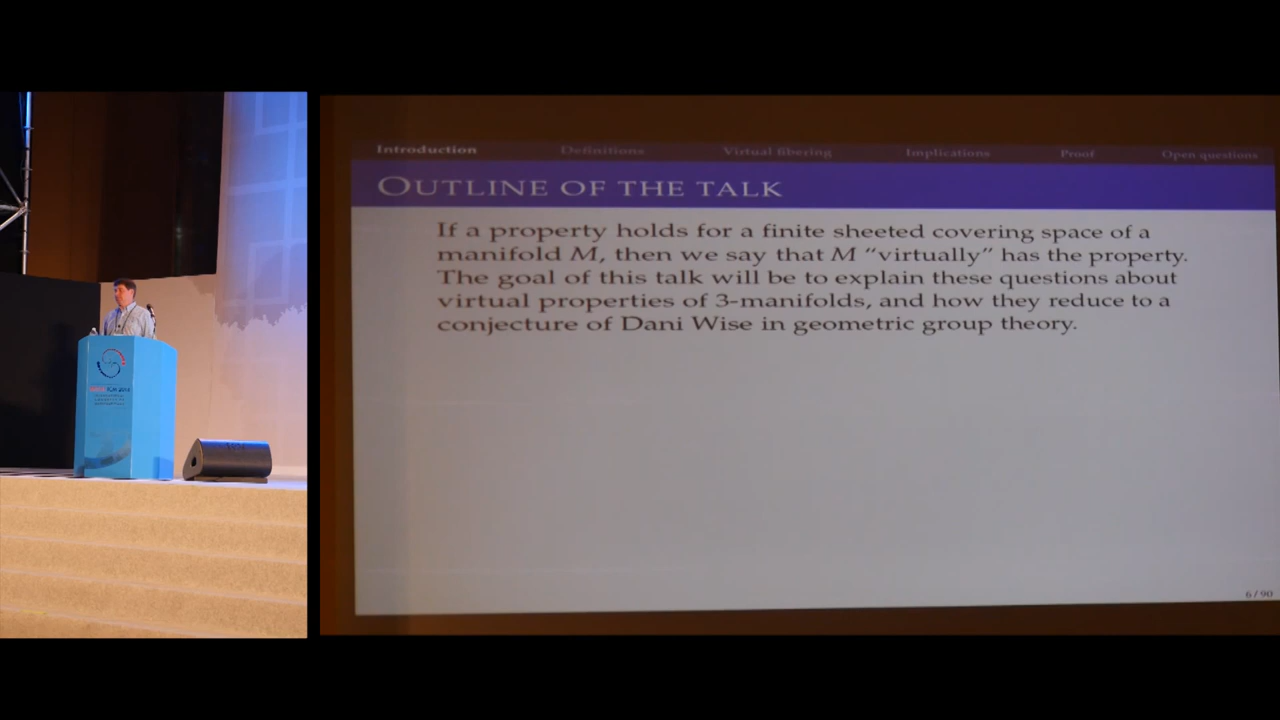 Introduction Definitions Virtual fibering Implications Proof Open questions
OUTLINE OF THE TALK
If a property holds for a finite sheeted covering space of a
manifold M, then we say that M “virtually” has the property.
The goal of this talk will be to explain these questions about
virtual properties of 3-manifolds, and how they reduce to a
conjecture of Dani Wise in geometric group theory.
6 / 90